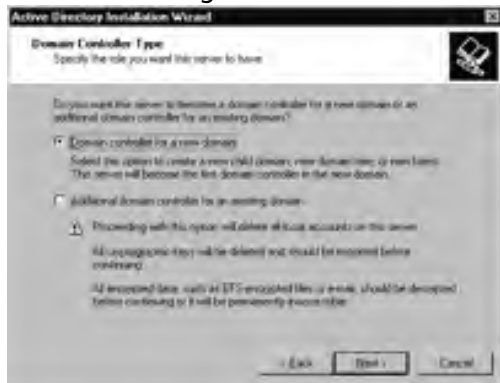 Active Directory Installation Wizard
Domain Controller Type
Specify the role you want this server to have
Do you want this server to become a domain controller for a new domain or an
additional domain controller for an existing domain?
Domain controller for a new domain
Select this option to create a new child domain, new domain tree, or new forest.
This server will become the first domain controller in the new domain.
Additional domain controller for an existing domain
Proceeding with this option will delete all local accounts on this server.
All cryptographic keys will be deleted and should be exported before
continuing.
All encrypted data, such as EFS-encrypted files or e-mail, should be decrypted
before continuing or it will be permanently inaccessible.
< Back
Next >
Cancel